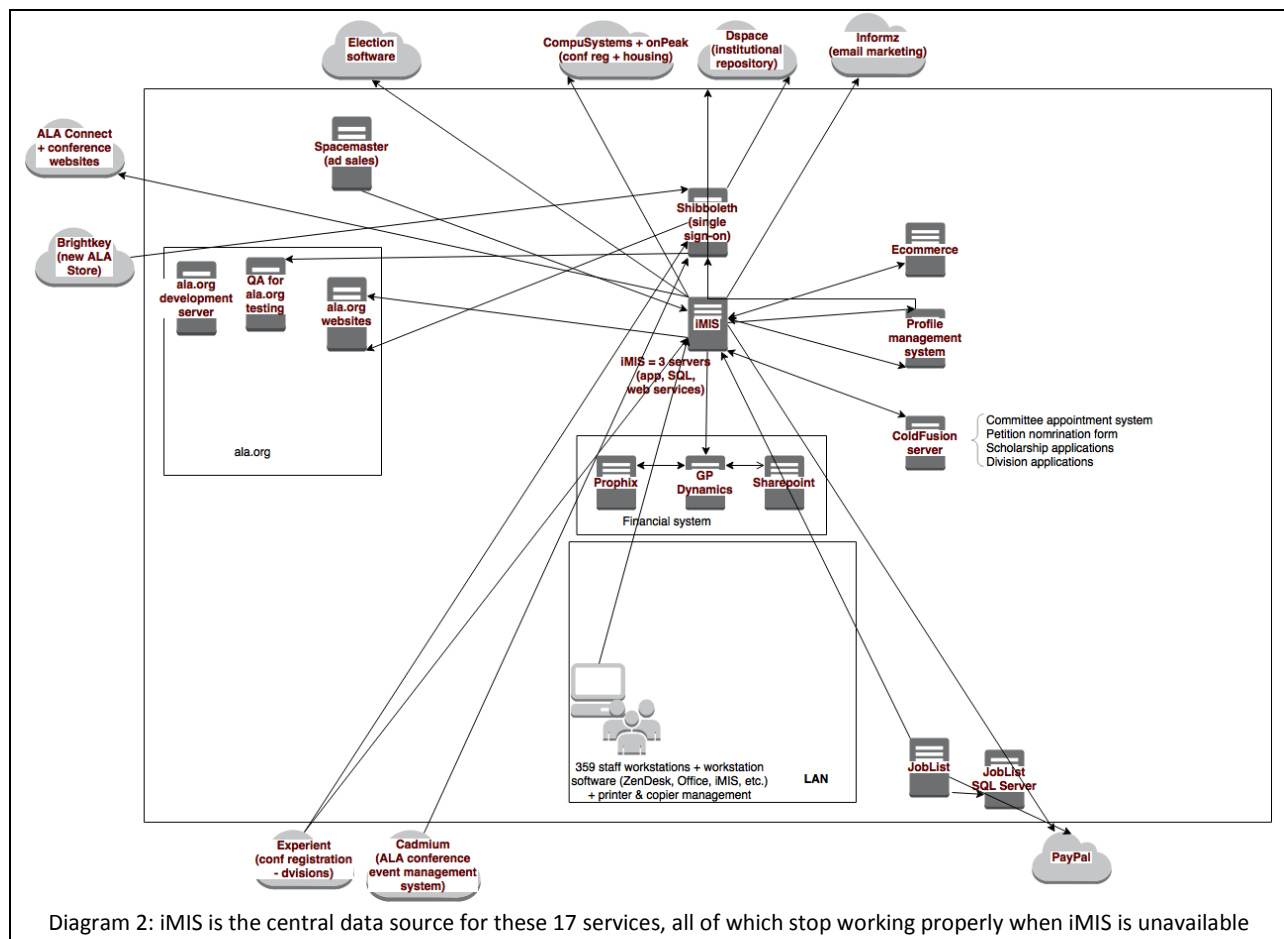 Election
software
CompuSystems + onPeak
(conf reg + housing)
Dspace
(institutional
repository)
Informz
(email marketing)
ALA Connect
+ conference
websites
Spacemaster
(ad sales)
Shibboleth
(single
sign-on)
Brightkey
(new ALA
Store)
Ecommerce
ala.org
development
server
QA for
ala.org
testing
ala.org
websites
iMIS
Profile
management
system
iMIS = 3 servers
(app, SQL,
web services)
ColdFusion
server
Committee appointment system
Petition nomrination form
Scholarship applications
Division applications
ala.org
Prophix
GP
Dynamics
Sharepoint
Financial system
359 staff workstations + workstation
software (ZenDesk, Office, iMIS, etc.)
+ printer & copier management
LAN
JobList
JobList
SQL Server
Experient
(conf registration
- dvisions)
Cadmium
(ALA conference
event management
system)
PayPal
Diagram 2: iMIS is the central data source for these 17 services, all of which stop working properly when iMIS is unavailable